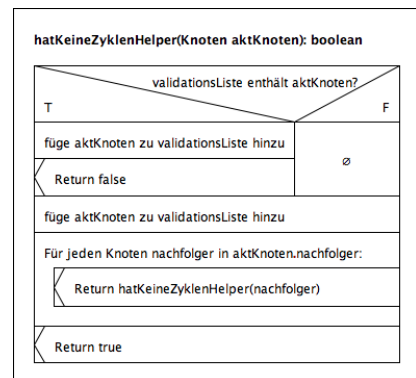 hatKeineZyklenHelper(Knoten aktKnoten): boolean
validationsListe enthält aktKnoten?
T
F
füge aktKnoten zu validationsListe hinzu
∅
Return false
füge aktKnoten zu validationsListe hinzu
Für jeden Knoten nachfolger in aktKnoten.nachfolger:
Return hatKeineZyklenHelper(nachfolger)
Return true